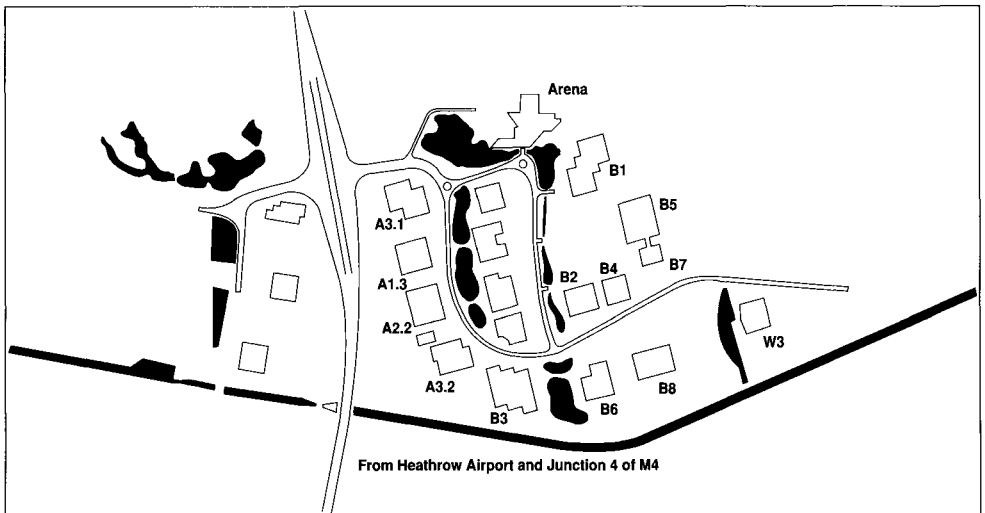 Arena
B1
A3.1
B5
A1.3
B7
B2
B4
A2.2
W3
A3.2
B8
B3
B6
From Heathrow Airport and Junction 4 of M4